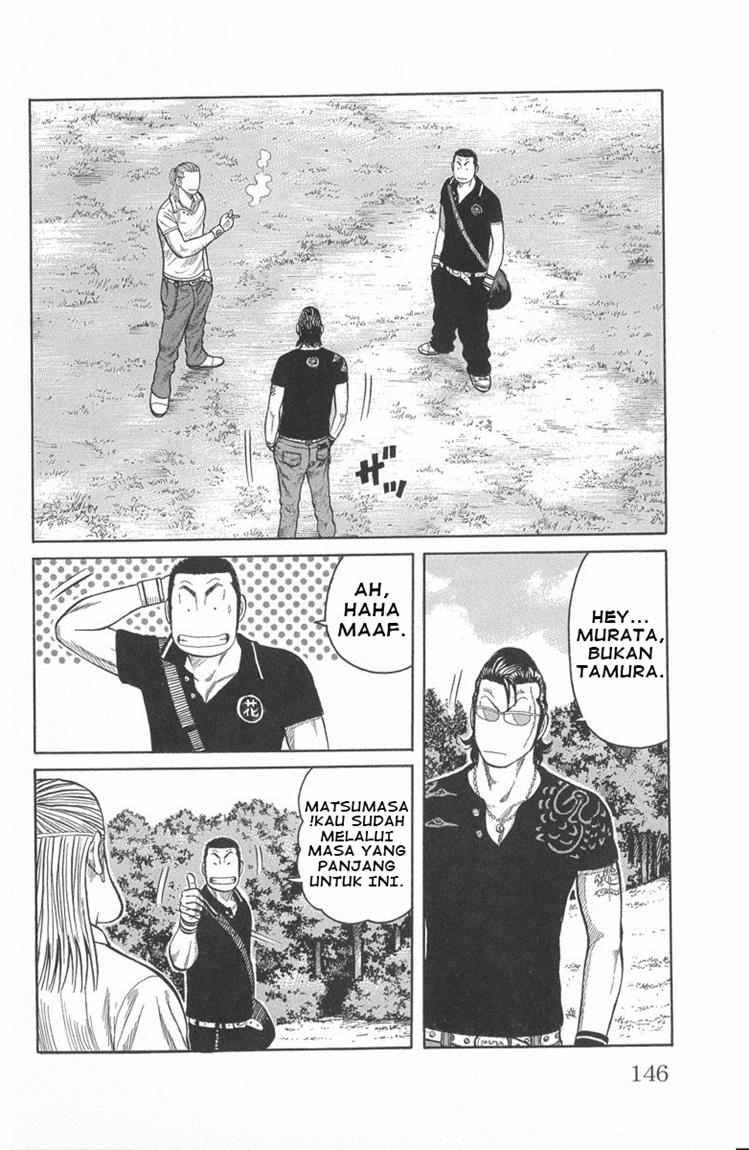 ザッ
HEY...
MURATA,
BUKAN
TAMURA.
AH,
HAHA
MAAF.
花
MATSUMASA
!KAU SUDAH
MELALUI
MASA YANG
PANJANG
UNTUK INI.
146